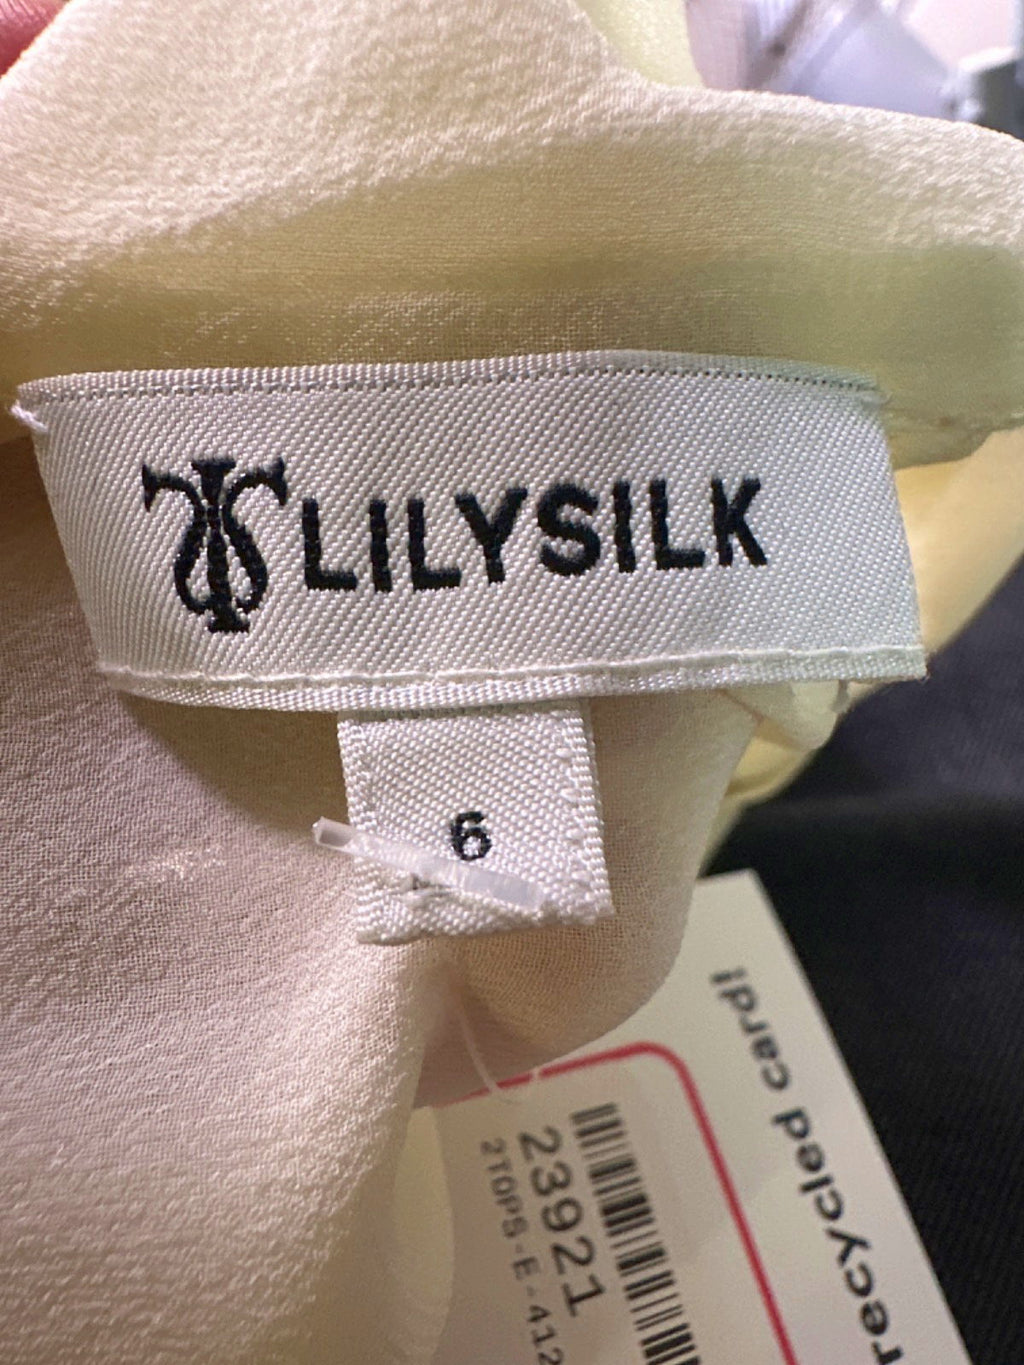 LILYSILK
6
recycled card!
23921
2TOPS-E-412